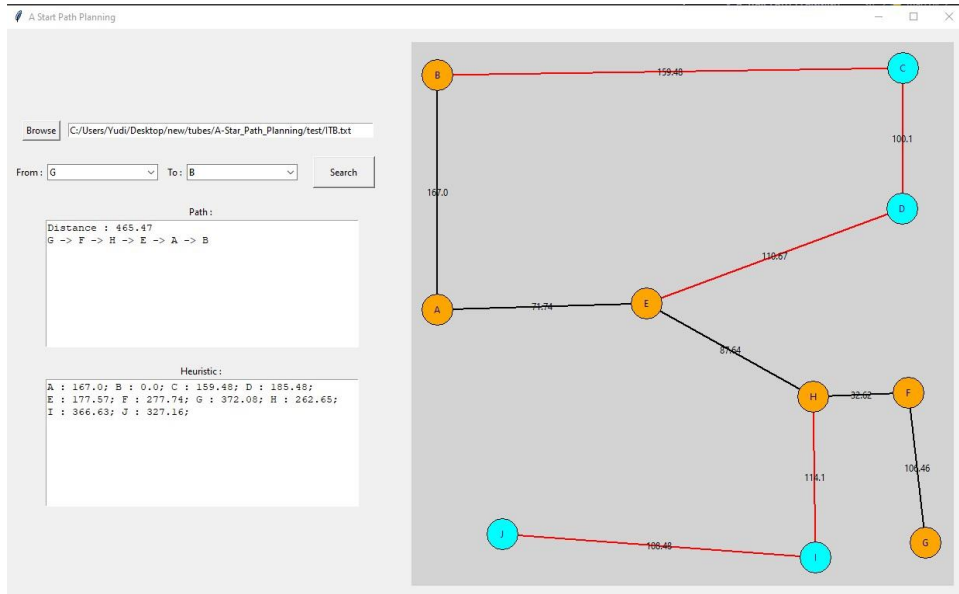 A Start Path Planning
Browse
C:/Users/Yudi/Desktop/new/tubes/A-Star_Path_Planning/test/ITB.txt
From : G To : B Search
Path :
Distance : 465.47
G -> F -> H -> E -> A -> B
Heuristic :
A : 167.0; B : 0.0; C : 159.48; D : 185.48;
E : 177.57; F : 277.74; G : 372.08; H : 262.65;
I : 366.63; J : 327.16;
B
159.48
C
100.1
167.0
D
110.67
A
71.74
E
87.64
H
32.62
F
114.1
106.46
J
108.48
I
G